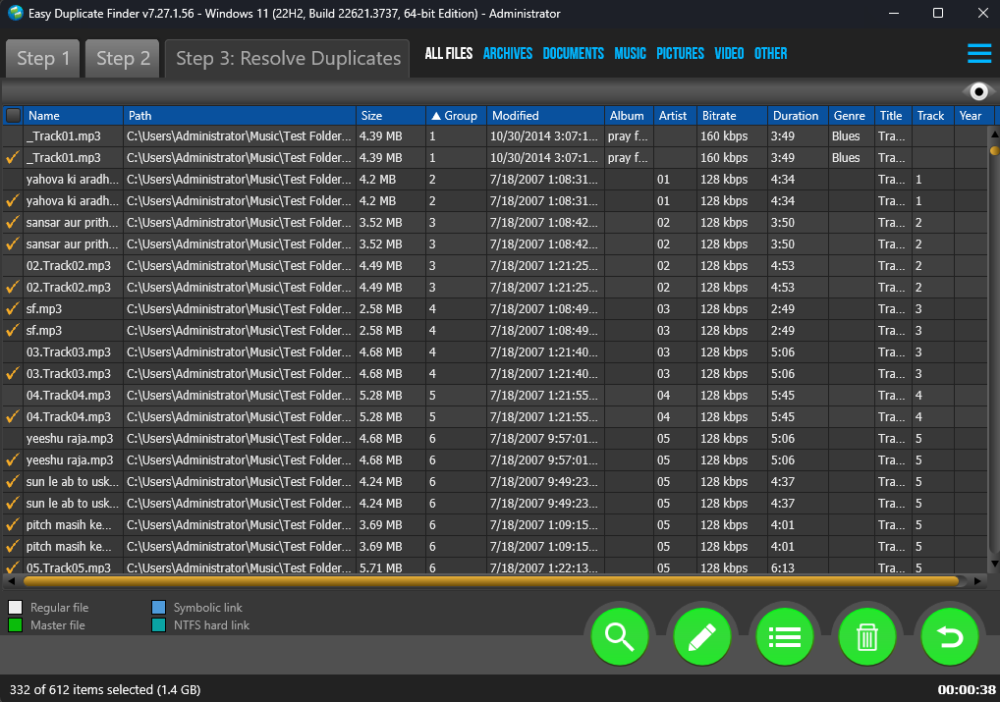 Easy Duplicate Finder v7.27.1.56 - Windows 11 (22H2, Build 22621.3737, 64-bit Edition) - Administrator
Step 1 Step 2 Step 3: Resolve Duplicates ALL FILES ARCHIVES DOCUMENTS MUSIC PICTURES VIDEO OTHER
Name Path Size Group Modified Album Artist Bitrate Duration Genre Title Track Year
_Track01.mp3 C:\Users\Administrator\Music\Test Folder... 4.39 MB 1 10/30/2014 3:07:1... pray f... 160 kbps 3:49 Blues Tra...
_Track01.mp3 C:\Users\Administrator\Music\Test Folder... 4.39 MB 1 10/30/2014 3:07:1... pray f... 160 kbps 3:49 Blues Tra...
yahova ki aradh... C:\Users\Administrator\Music\Test Folder... 4.2 MB 2 7/18/2007 1:08:31... 01 128 kbps 4:34 Tra... 1
yahova ki aradh... C:\Users\Administrator\Music\Test Folder... 4.2 MB 2 7/18/2007 1:08:31... 01 128 kbps 4:34 Tra... 1
sansar aur prith... C:\Users\Administrator\Music\Test Folder... 3.52 MB 3 7/18/2007 1:08:42... 02 128 kbps 3:50 Tra... 2
sansar aur prith... C:\Users\Administrator\Music\Test Folder... 3.52 MB 3 7/18/2007 1:08:42... 02 128 kbps 3:50 Tra... 2
02.Track02.mp3 C:\Users\Administrator\Music\Test Folder... 4.49 MB 3 7/18/2007 1:21:25... 02 128 kbps 4:53 Tra... 2
02.Track02.mp3 C:\Users\Administrator\Music\Test Folder... 4.49 MB 3 7/18/2007 1:21:25... 02 128 kbps 4:53 Tra... 2
sf.mp3 C:\Users\Administrator\Music\Test Folder... 2.58 MB 4 7/18/2007 1:08:49... 03 128 kbps 2:49 Tra... 3
sf.mp3 C:\Users\Administrator\Music\Test Folder... 2.58 MB 4 7/18/2007 1:08:49... 03 128 kbps 2:49 Tra... 3
03.Track03.mp3 C:\Users\Administrator\Music\Test Folder... 4.68 MB 4 7/18/2007 1:21:40... 03 128 kbps 5:06 Tra... 3
03.Track03.mp3 C:\Users\Administrator\Music\Test Folder... 4.68 MB 4 7/18/2007 1:21:40... 03 128 kbps 5:06 Tra... 3
04.Track04.mp3 C:\Users\Administrator\Music\Test Folder... 5.28 MB 5 7/18/2007 1:21:55... 04 128 kbps 5:45 Tra... 4
04.Track04.mp3 C:\Users\Administrator\Music\Test Folder... 5.28 MB 5 7/18/2007 1:21:55... 04 128 kbps 5:45 Tra... 4
yeeshu raja.mp3 C:\Users\Administrator\Music\Test Folder... 4.68 MB 6 7/18/2007 9:57:01... 05 128 kbps 5:06 Tra... 5
yeeshu raja.mp3 C:\Users\Administrator\Music\Test Folder... 4.68 MB 6 7/18/2007 9:57:01... 05 128 kbps 5:06 Tra... 5
sun le ab to usk... C:\Users\Administrator\Music\Test Folder... 4.24 MB 6 7/18/2007 9:49:23... 05 128 kbps 4:37 Tra... 5
sun le ab to usk... C:\Users\Administrator\Music\Test Folder... 4.24 MB 6 7/18/2007 9:49:23... 05 128 kbps 4:37 Tra... 5
pitch masih ke... C:\Users\Administrator\Music\Test Folder... 3.69 MB 6 7/18/2007 1:09:15... 05 128 kbps 4:01 Tra... 5
pitch masih ke... C:\Users\Administrator\Music\Test Folder... 3.69 MB 6 7/18/2007 1:09:15... 05 128 kbps 4:01 Tra... 5
05.Track05.mp3 C:\Users\Administrator\Music\Test Folder... 5.71 MB 6 7/18/2007 1:22:13... 05 128 kbps 6:13 Tra... 5
Regular file Symbolic link
Master file NTFS hard link
332 of 612 items selected (1.4 GB) 00:00:38